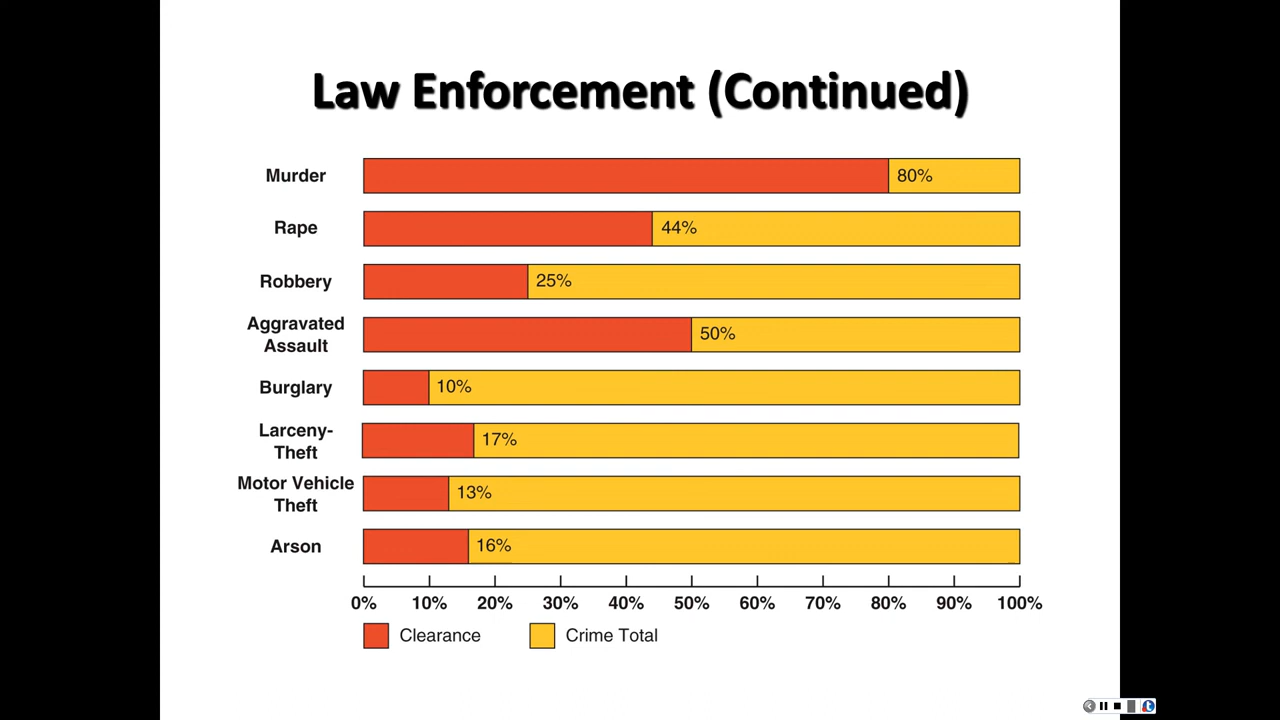 Law Enforcement (Continued)
Murder
80%
Rape
44%
Robbery
25%
Aggravated
Assault
50%
Burglary
10%
Larceny-
Theft
17%
Motor Vehicle
Theft
13%
Arson
16%
0% 10% 20% 30% 40% 50% 60% 70% 80% 90% 100%
Clearance Crime Total